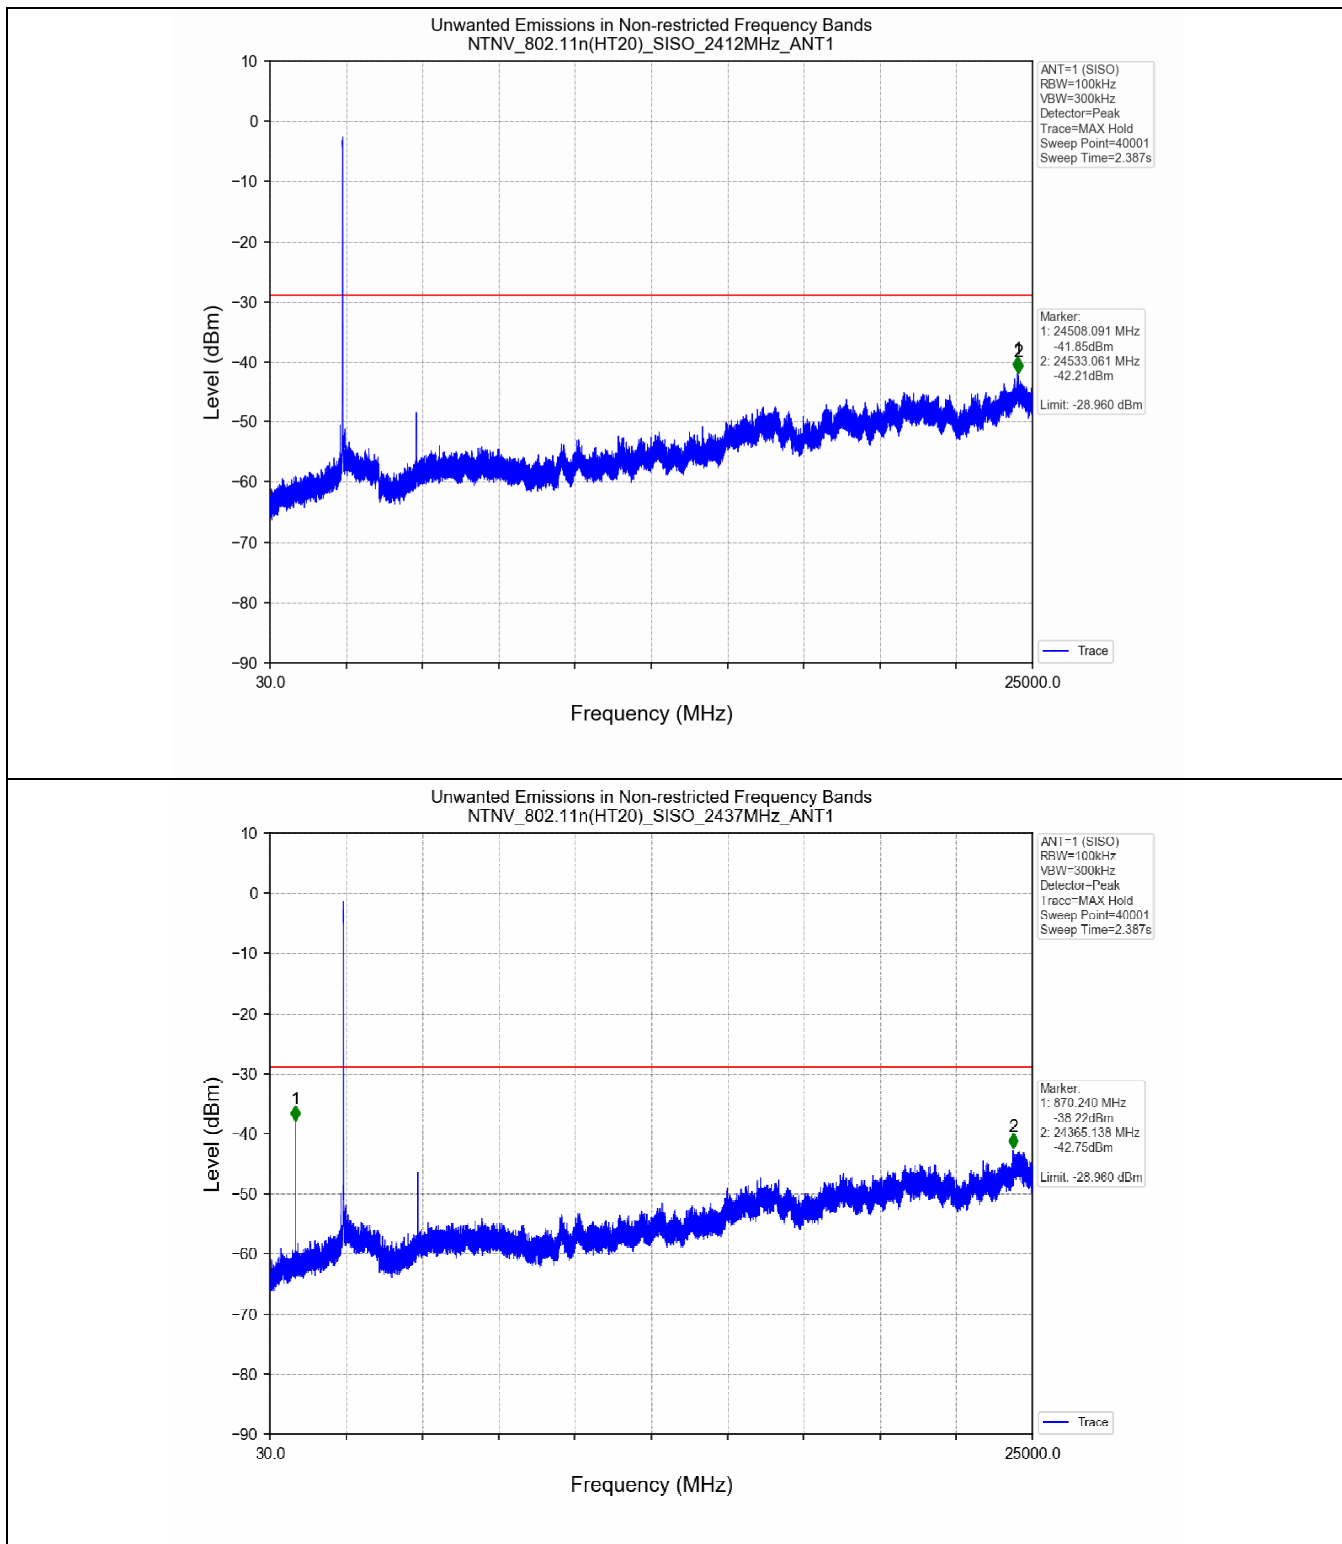 Unwanted Emissions in Non-restricted Frequency Bands
NTNV_802.11n(HT20)_SISO_2412MHz_ANT1
10
0
−10
−20
−30
−40
−50
−60
−70
−80
−90
Level (dBm)
30.0
25000.0
Frequency (MHz)
1
2
ANT=1 (SISO)
RBW=100kHz
VBW=300kHz
Detector=Peak
Trace=MAX Hold
Sweep Point=40001
Sweep Time=2.387s
Marker:
1: 24508.091 MHz
-41.85dBm
2: 24533.061 MHz
-42.21dBm
Limit: -28.960 dBm
Trace
Unwanted Emissions in Non-restricted Frequency Bands
NTNV_802.11n(HT20)_SISO_2437MHz_ANT1
10
0
−10
−20
−30
−40
−50
−60
−70
−80
−90
Level (dBm)
30.0
25000.0
Frequency (MHz)
1
2
ANT=1 (SISO)
RBW=100kHz
VBW=300kHz
Detector=Peak
Trace=MAX Hold
Sweep Point=40001
Sweep Time=2.387s
Marker:
1: 870.240 MHz
-38.22dBm
2: 24365.138 MHz
-42.75dBm
Limit: -28.960 dBm
Trace